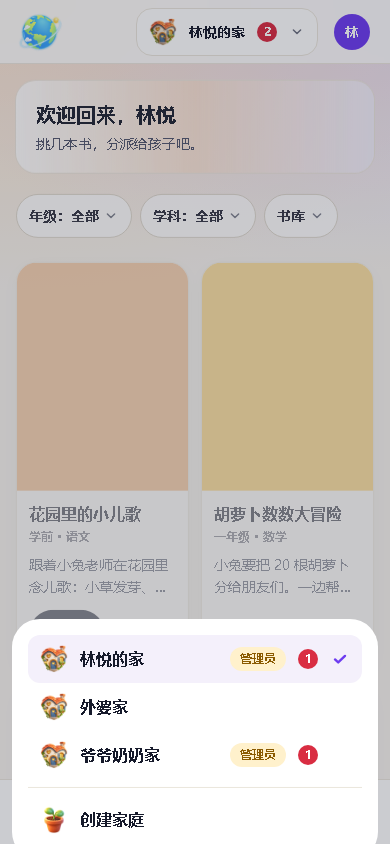 林悦的家 2
林
欢迎回来，林悦
挑几本书，分派给孩子吧。
年级：全部
学科：全部
书库
花园里的小儿歌
学前·语文
跟着小兔老师在花园里
念儿歌：小草发芽、...
胡萝卜数数大冒险
一年级·数学
小兔要把 20 根胡萝卜
分给朋友们。一边帮...
林悦的家 管理员 1
外婆家
爷爷奶奶家 管理员 1
创建家庭